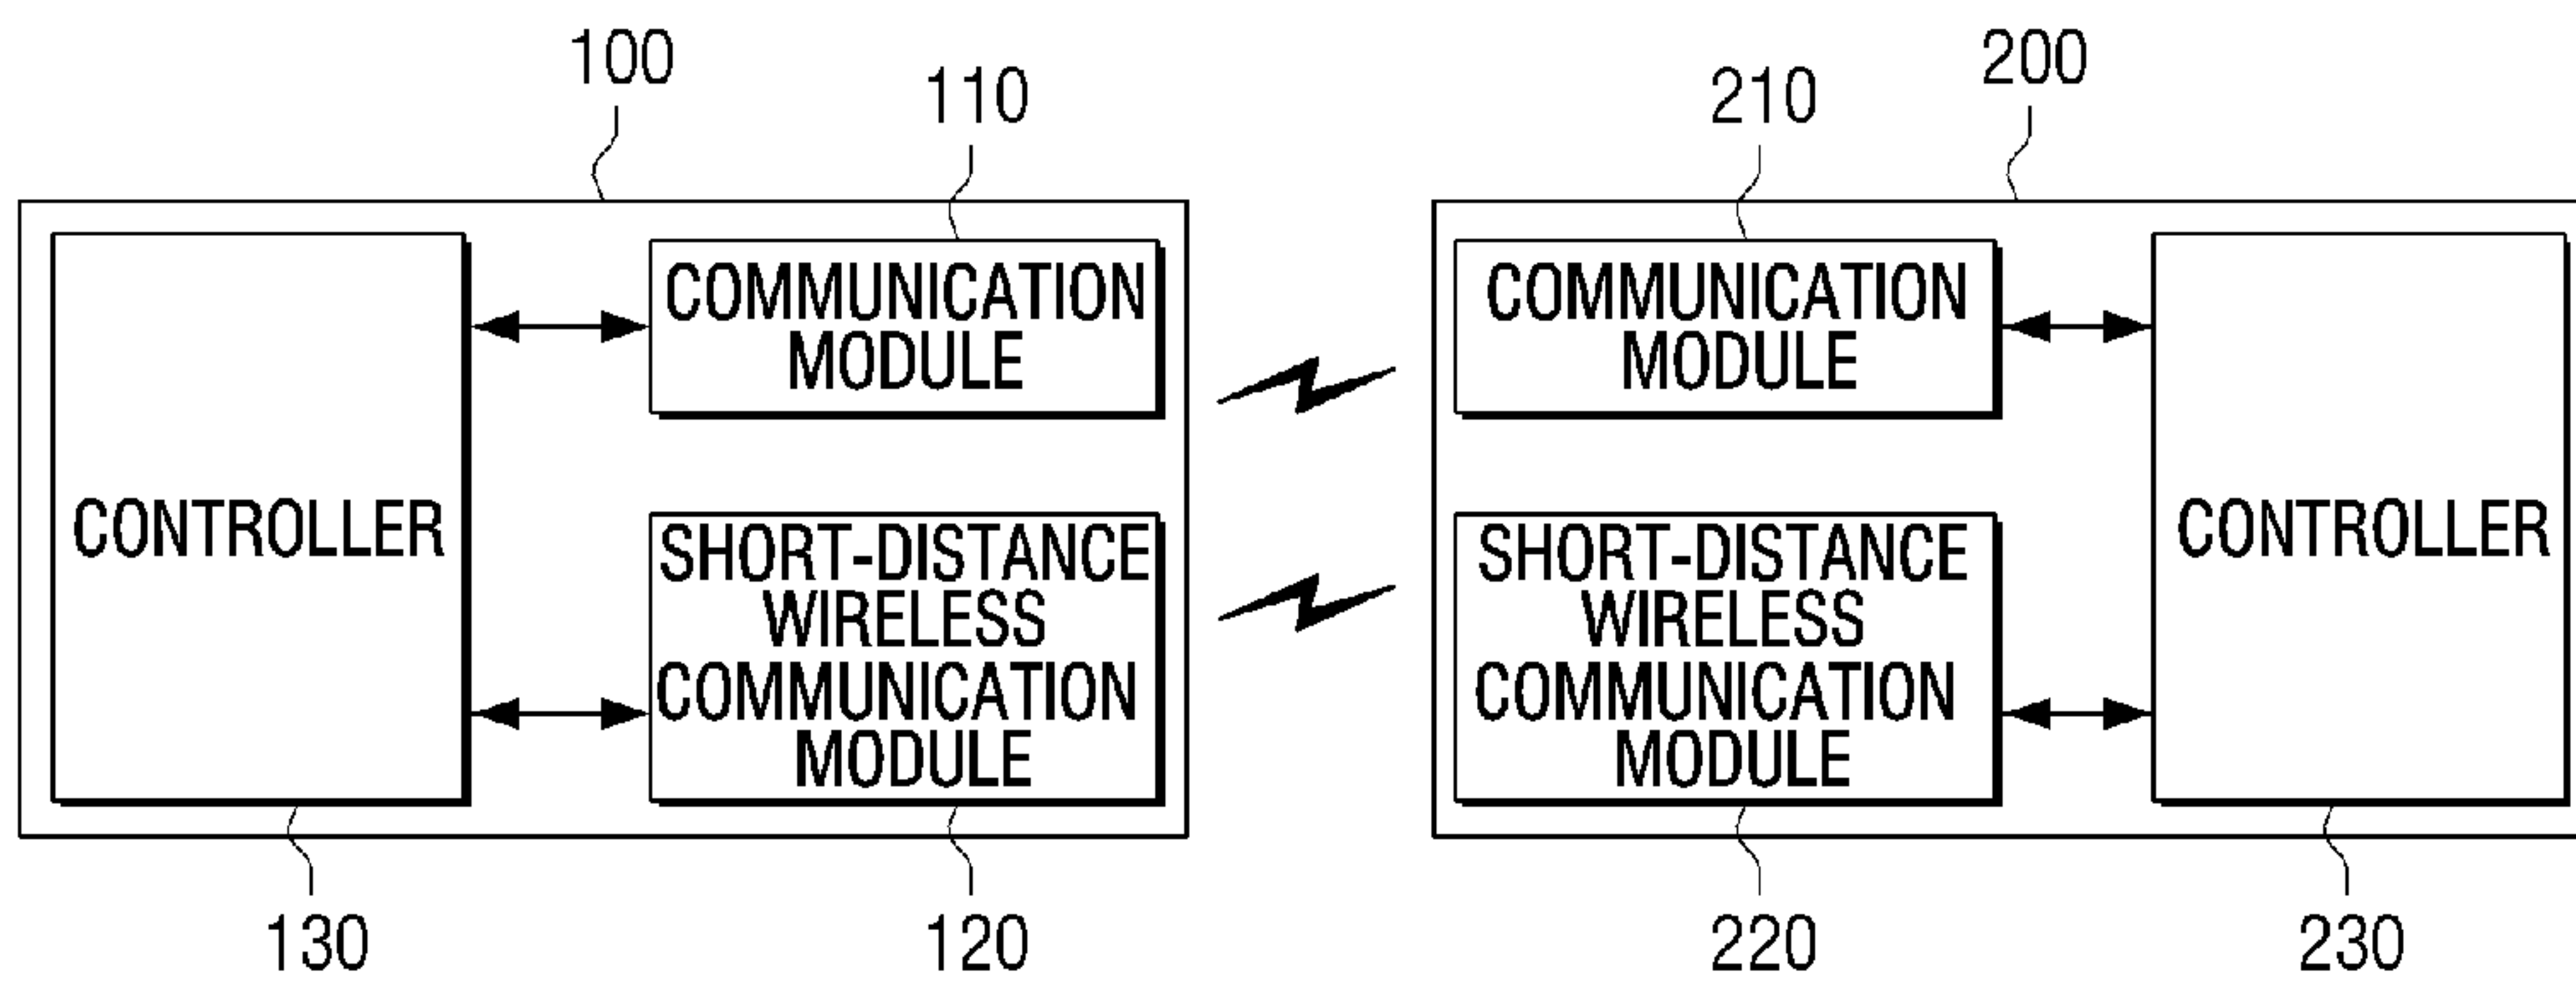 100
110
210
200
CONTROLLER
COMMUNICATION
MODULE
SHORT-DISTANCE
WIRELESS
COMMUNICATION
MODULE
COMMUNICATION
MODULE
SHORT-DISTANCE
WIRELESS
COMMUNICATION
MODULE
CONTROLLER
130
120
220
230